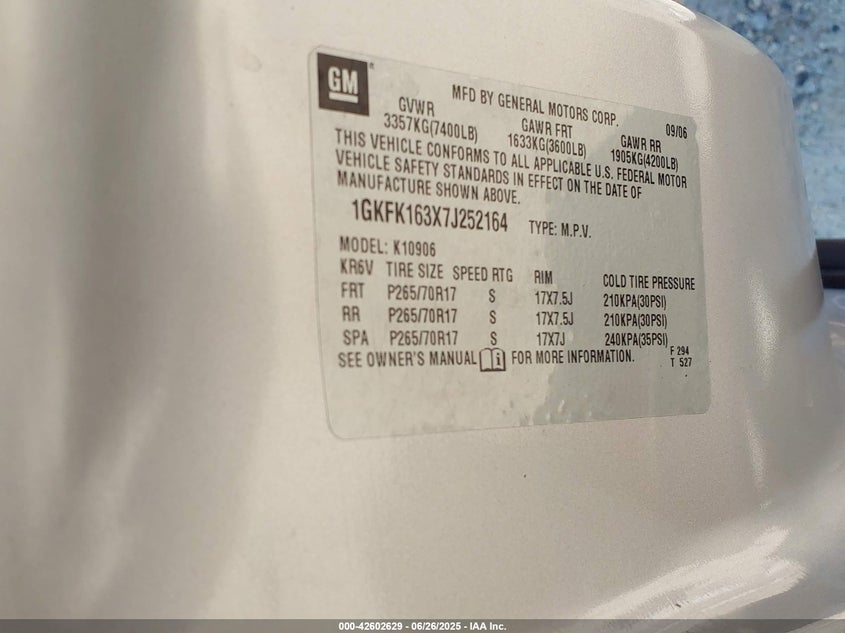 GM
MFD BY GENERAL MOTORS CORP. 09/06
GVWR GAWR FRT GAWR RR
3357KG(7400LB) 1633KG(3600LB) 1905KG(4200LB)
THIS VEHICLE CONFORMS TO ALL APPLICABLE U.S. FEDERAL MOTOR
VEHICLE SAFETY STANDARDS IN EFFECT ON THE DATE OF
MANUFACTURE SHOWN ABOVE.
1GKFK163X7J252164 TYPE: M.P.V.
MODEL: K10906
KR6V TIRE SIZE SPEED RTG RIM COLD TIRE PRESSURE
FRT P265/70R17 S 17X7.5J 210KPA(30PSI)
RR P265/70R17 S 17X7.5J 210KPA(30PSI)
SPA P265/70R17 S 17X7J 240KPA(35PSI)
SEE OWNER'S MANUAL i FOR MORE INFORMATION. F 294
T 527
000-42602629 - 06/26/2025 - IAA Inc.